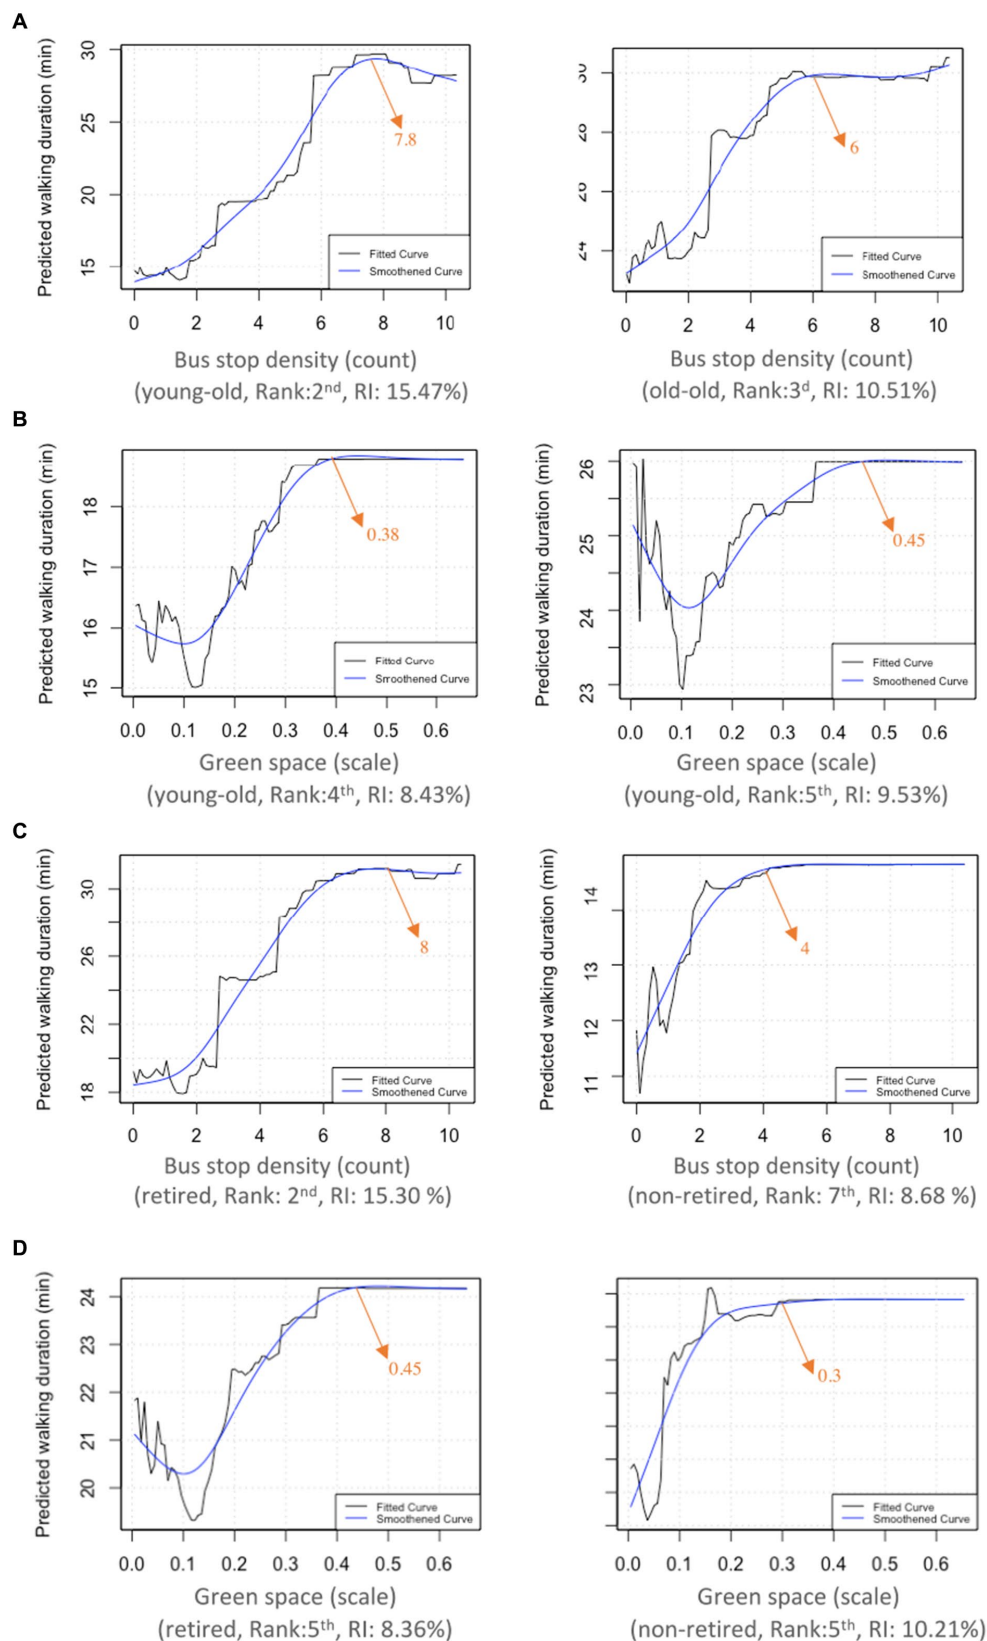 A
Predicted walking duration (min)
30
25
20
15
7.8
Fitted Curve
Smoothened Curve
0 2 4 6 8 10
Bus stop density (count)
(young-old, Rank:2nd, RI: 15.47%)
6
Fitted Curve
Smoothened Curve
0 2 4 6 8 10
Bus stop density (count)
(old-old, Rank:3d, RI: 10.51%)
B
Predicted walking duration (min)
18
17
16
15
0.38
Fitted Curve
Smoothened Curve
0.0 0.1 0.2 0.3 0.4 0.5 0.6
Green space (scale)
(young-old, Rank:4th, RI: 8.43%)
Predicted walking duration (min)
26
25
24
23
0.45
Fitted Curve
Smoothened Curve
0.0 0.1 0.2 0.3 0.4 0.5 0.6
Green space (scale)
(young-old, Rank:5th, RI: 9.53%)
C
Predicted walking duration (min)
30
26
22
18
8
Fitted Curve
Smoothened Curve
0 2 4 6 8 10
Bus stop density (count)
(retired, Rank: 2nd, RI: 15.30 %)
Predicted walking duration (min)
14
13
12
11
4
Fitted Curve
Smoothened Curve
0 2 4 6 8 10
Bus stop density (count)
(non-retired, Rank: 7th, RI: 8.68 %)
D
Predicted walking duration (min)
24
23
22
21
20
0.45
Fitted Curve
Smoothened Curve
0.0 0.1 0.2 0.3 0.4 0.5 0.6
Green space (scale)
(retired, Rank:5th, RI: 8.36%)
0.3
Fitted Curve
Smoothened Curve
0.0 0.1 0.2 0.3 0.4 0.5 0.6
Green space (scale)
(non-retired, Rank:5th, RI: 10.21%)